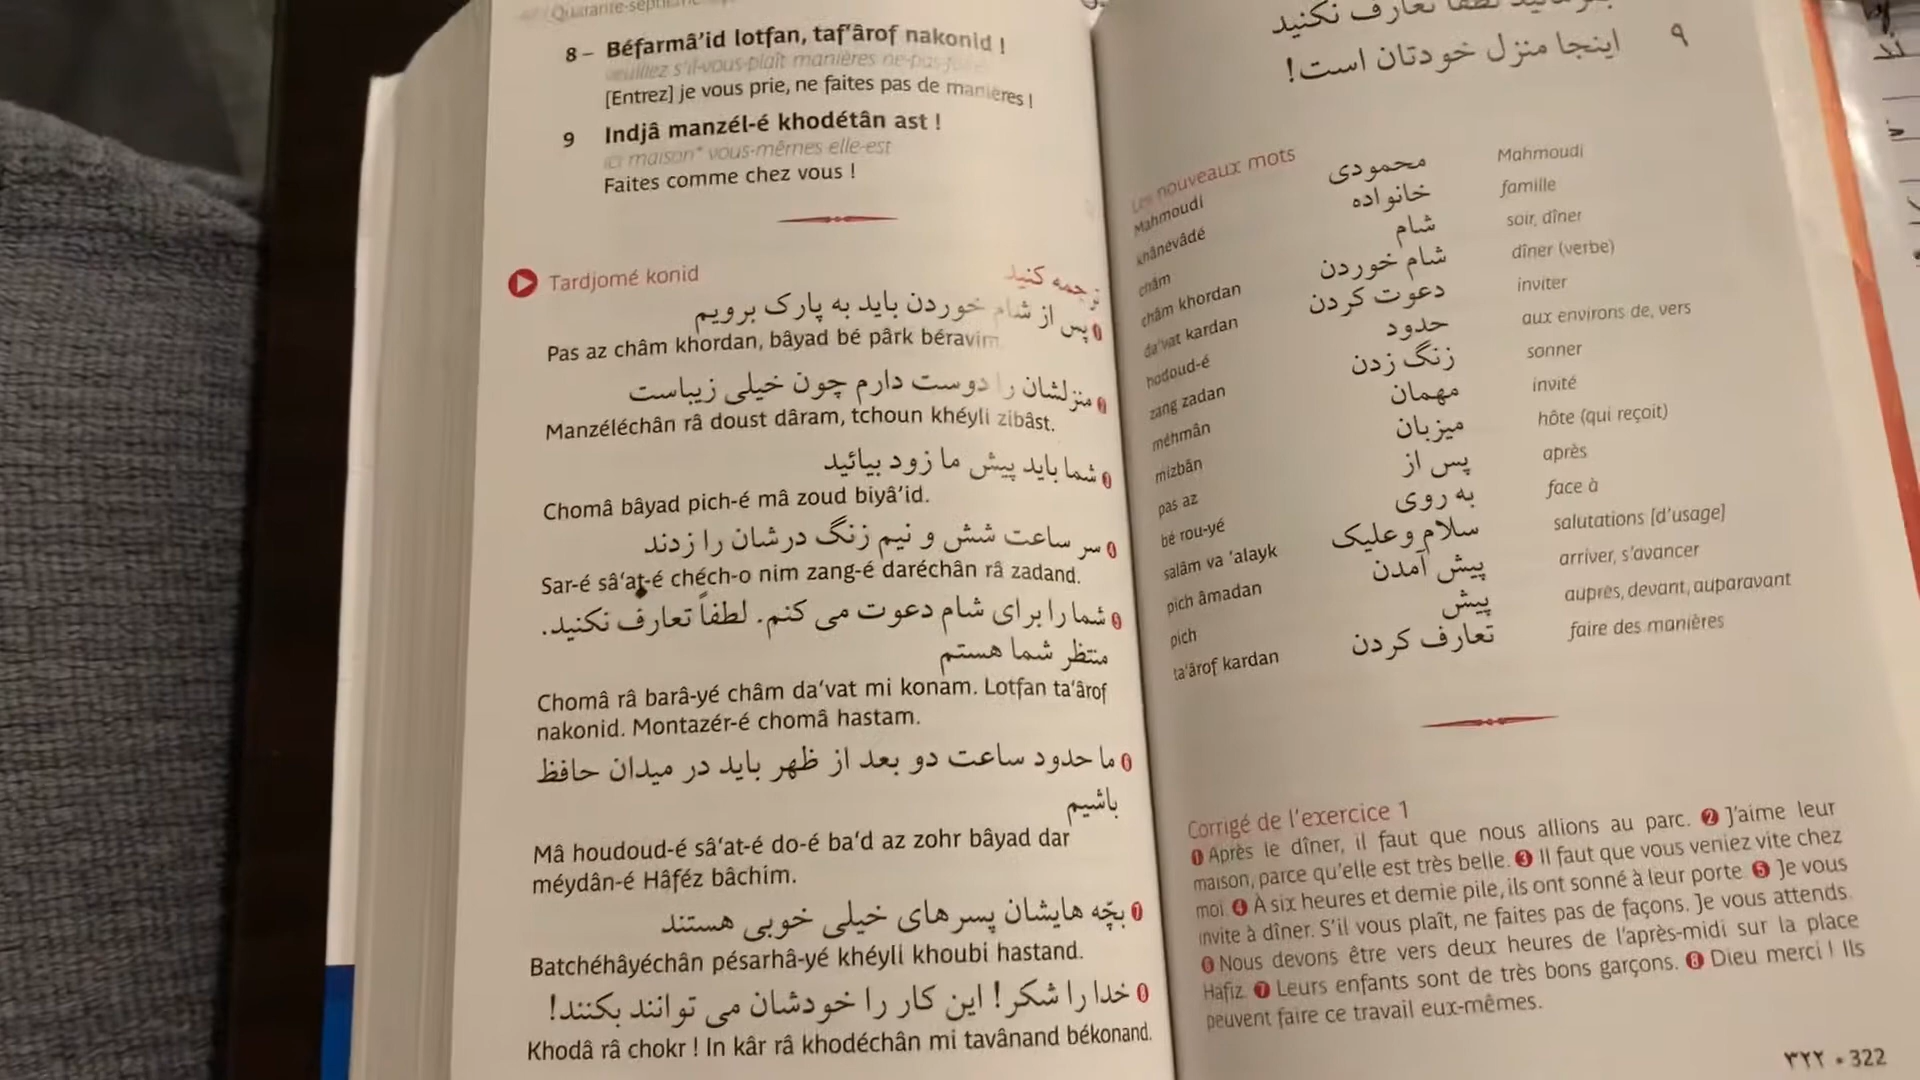 Quarante-septième
8 – Béfarmâ’id lotfan, taf‘ârof nakonid !
veuillez s’il-vous-plaît manières ne-pas
[Entrez] je vous prie, ne faites pas de manières !
9 Indjâ manzél-é khodétân ast !
ici maison* vous-mêmes elle-est
Faites comme chez vous !
Tardjomé konid ترجمه کنید
❶ پس از شام خوردن باید به پارک برویم
Pas az châm khordan, bâyad bé pârk béravim
❷ منزلشان را دوست دارم چون خیلی زیباست
Manzéléchân râ doust dâram, tchoun khéyli zibâst.
❸ شما باید پیش ما زود بیائید
Chomâ bâyad pich-é mâ zoud biyâ’id.
❹ سر ساعت شش و نیم زنگ درشان را زدند
Sar-é sâ‘at-é chéch-o nim zang-é daréchân râ zadand.
❺ شما را برای شام دعوت می کنم. لطفاً تعارف نکنید.
منتظر شما هستم
Chomâ râ barâ-yé châm da‘vat mi konam. Lotfan ta‘ârof
nakonid. Montazér-é chomâ hastam.
❻ ما حدود ساعت دو بعد از ظهر باید در میدان حافظ
باشیم
Mâ houdoud-é sâ‘at-é do-é ba‘d az zohr bâyad dar
méydân-é Hâféz bâchim.
❼ بچّه هایشان پسرهای خیلی خوبی هستند
Batchéhâyéchân pésarhâ-yé khéyli khoubi hastand.
❽ خدا را شکر! این کار را خودشان می توانند بکنند!
Khodâ râ chokr ! In kâr râ khodéchân mi tavânand békonand.
لطفاً تعارف نکنید
۹ اینجا منزل خودتان است!
Les nouveaux mots
Mahmoudi محمودی Mahmoudi
khânévâdé خانواده famille
châm شام soir, dîner
châm khordan شام خوردن dîner (verbe)
da‘vat kardan دعوت کردن inviter
hodoud-é حدود aux environs de, vers
zang zadan زنگ زدن sonner
méhmân مهمان invité
mizbân میزبان hôte (qui reçoit)
pas az پس از après
bé rou-yé به روی face à
salâm va ‘alayk سلام و علیک salutations [d’usage]
pich âmadan پیش آمدن arriver, s’avancer
pich پیش auprès, devant, auparavant
ta‘ârof kardan تعارف کردن faire des manières
Corrigé de l’exercice 1
❶ Après le dîner, il faut que nous allions au parc. ❷ J’aime leur
maison, parce qu’elle est très belle. ❸ Il faut que vous veniez vite chez
moi. ❹ À six heures et demie pile, ils ont sonné à leur porte. ❺ Je vous
invite à dîner. S’il vous plaît, ne faites pas de façons. Je vous attends.
❻ Nous devons être vers deux heures de l’après-midi sur la place
Hafiz. ❼ Leurs enfants sont de très bons garçons. ❽ Dieu merci ! Ils
peuvent faire ce travail eux-mêmes.
۳۲۲ • 322